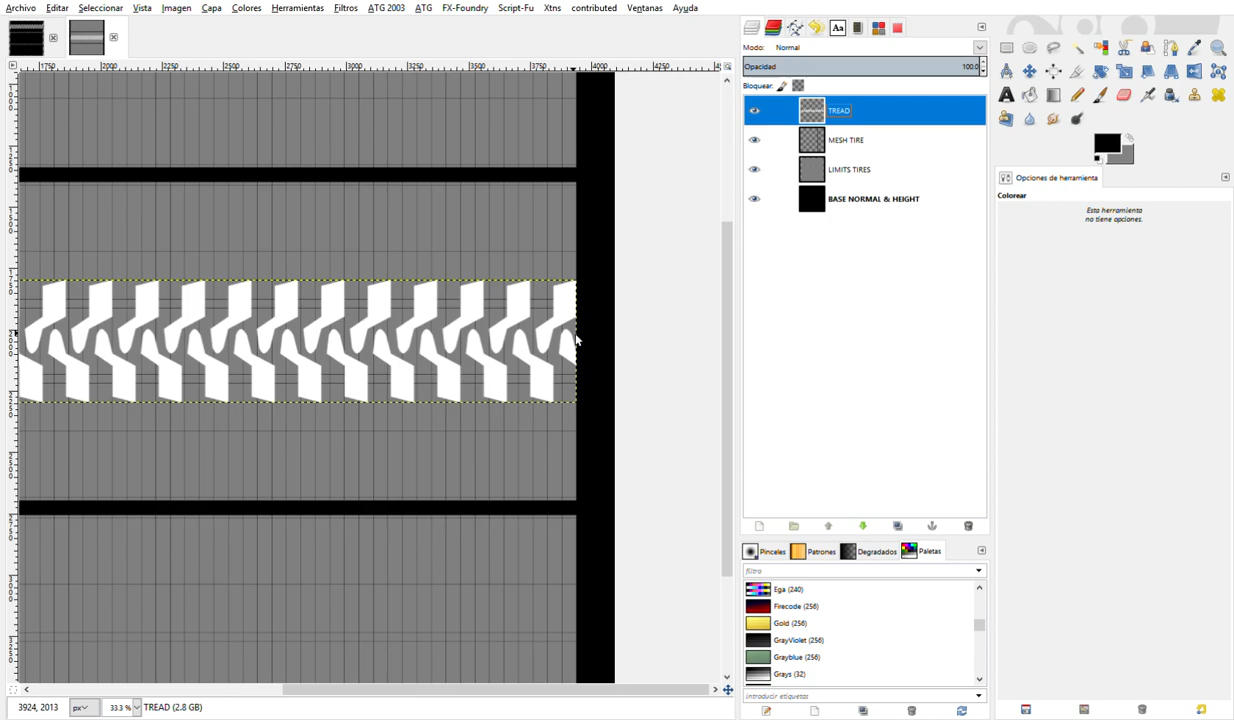 Archivo Editar Seleccionar Vista Imagen Capa Colores Herramientas Filtros ATG 2003 ATG FX-Foundry Script-Fu Xtns contributed Ventanas Ayuda
1750 2000 2250 2500 2750 3000 3250 3500 3750 4000 4250
Modo: Normal
Opacidad 100.0
Bloquear:
TREAD
MESH TIRE
LIMITS TIRES
BASE NORMAL & HEIGHT
Opciones de herramienta
Colorear
Esta herramienta
no tiene opciones.
Pinceles Patrones Degradados Paletas
filtro
Ega (240)
Firecode (256)
Gold (256)
GrayViolet (256)
Grayblue (256)
Grays (32)
introducir etiquetas
3924, 2013 px 33.3 % TREAD (2.8 GB)